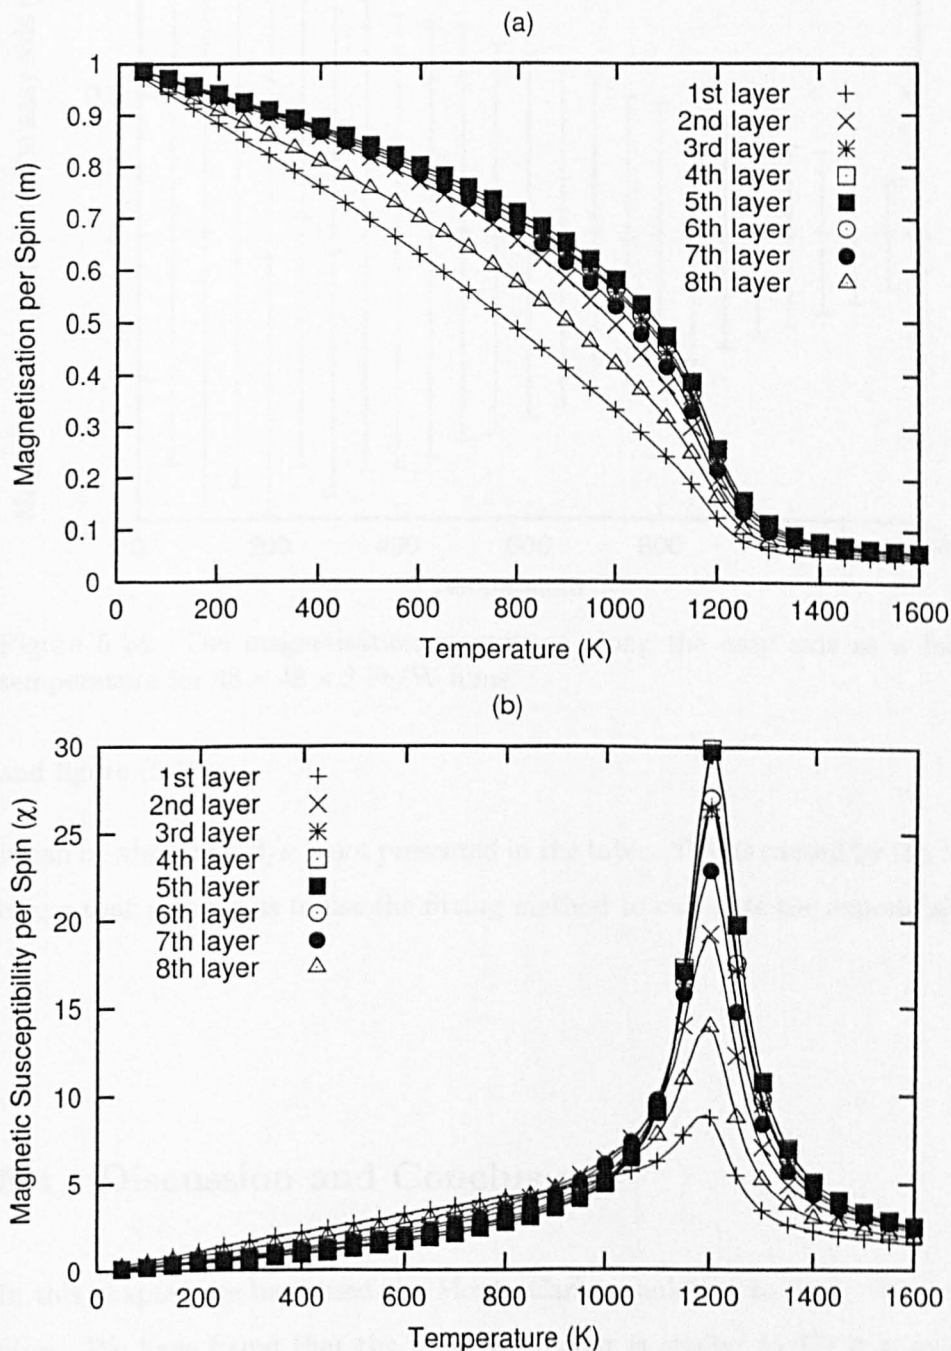 (a)
Magnetisation per Spin (m)
1
0.9
0.8
0.7
0.6
0.5
0.4
0.3
0.2
0.1
0
1st layer
2nd layer
3rd layer
4th layer
5th layer
6th layer
7th layer
8th layer
0 200 400 600 800 1000 1200 1400 1600
Temperature (K)
(b)
Magnetic Susceptibility per Spin (χ)
30
25
20
15
10
5
0
1st layer
2nd layer
3rd layer
4th layer
5th layer
6th layer
7th layer
8th layer
0 200 400 600 800 1000 1200 1400 1600
Temperature (K)